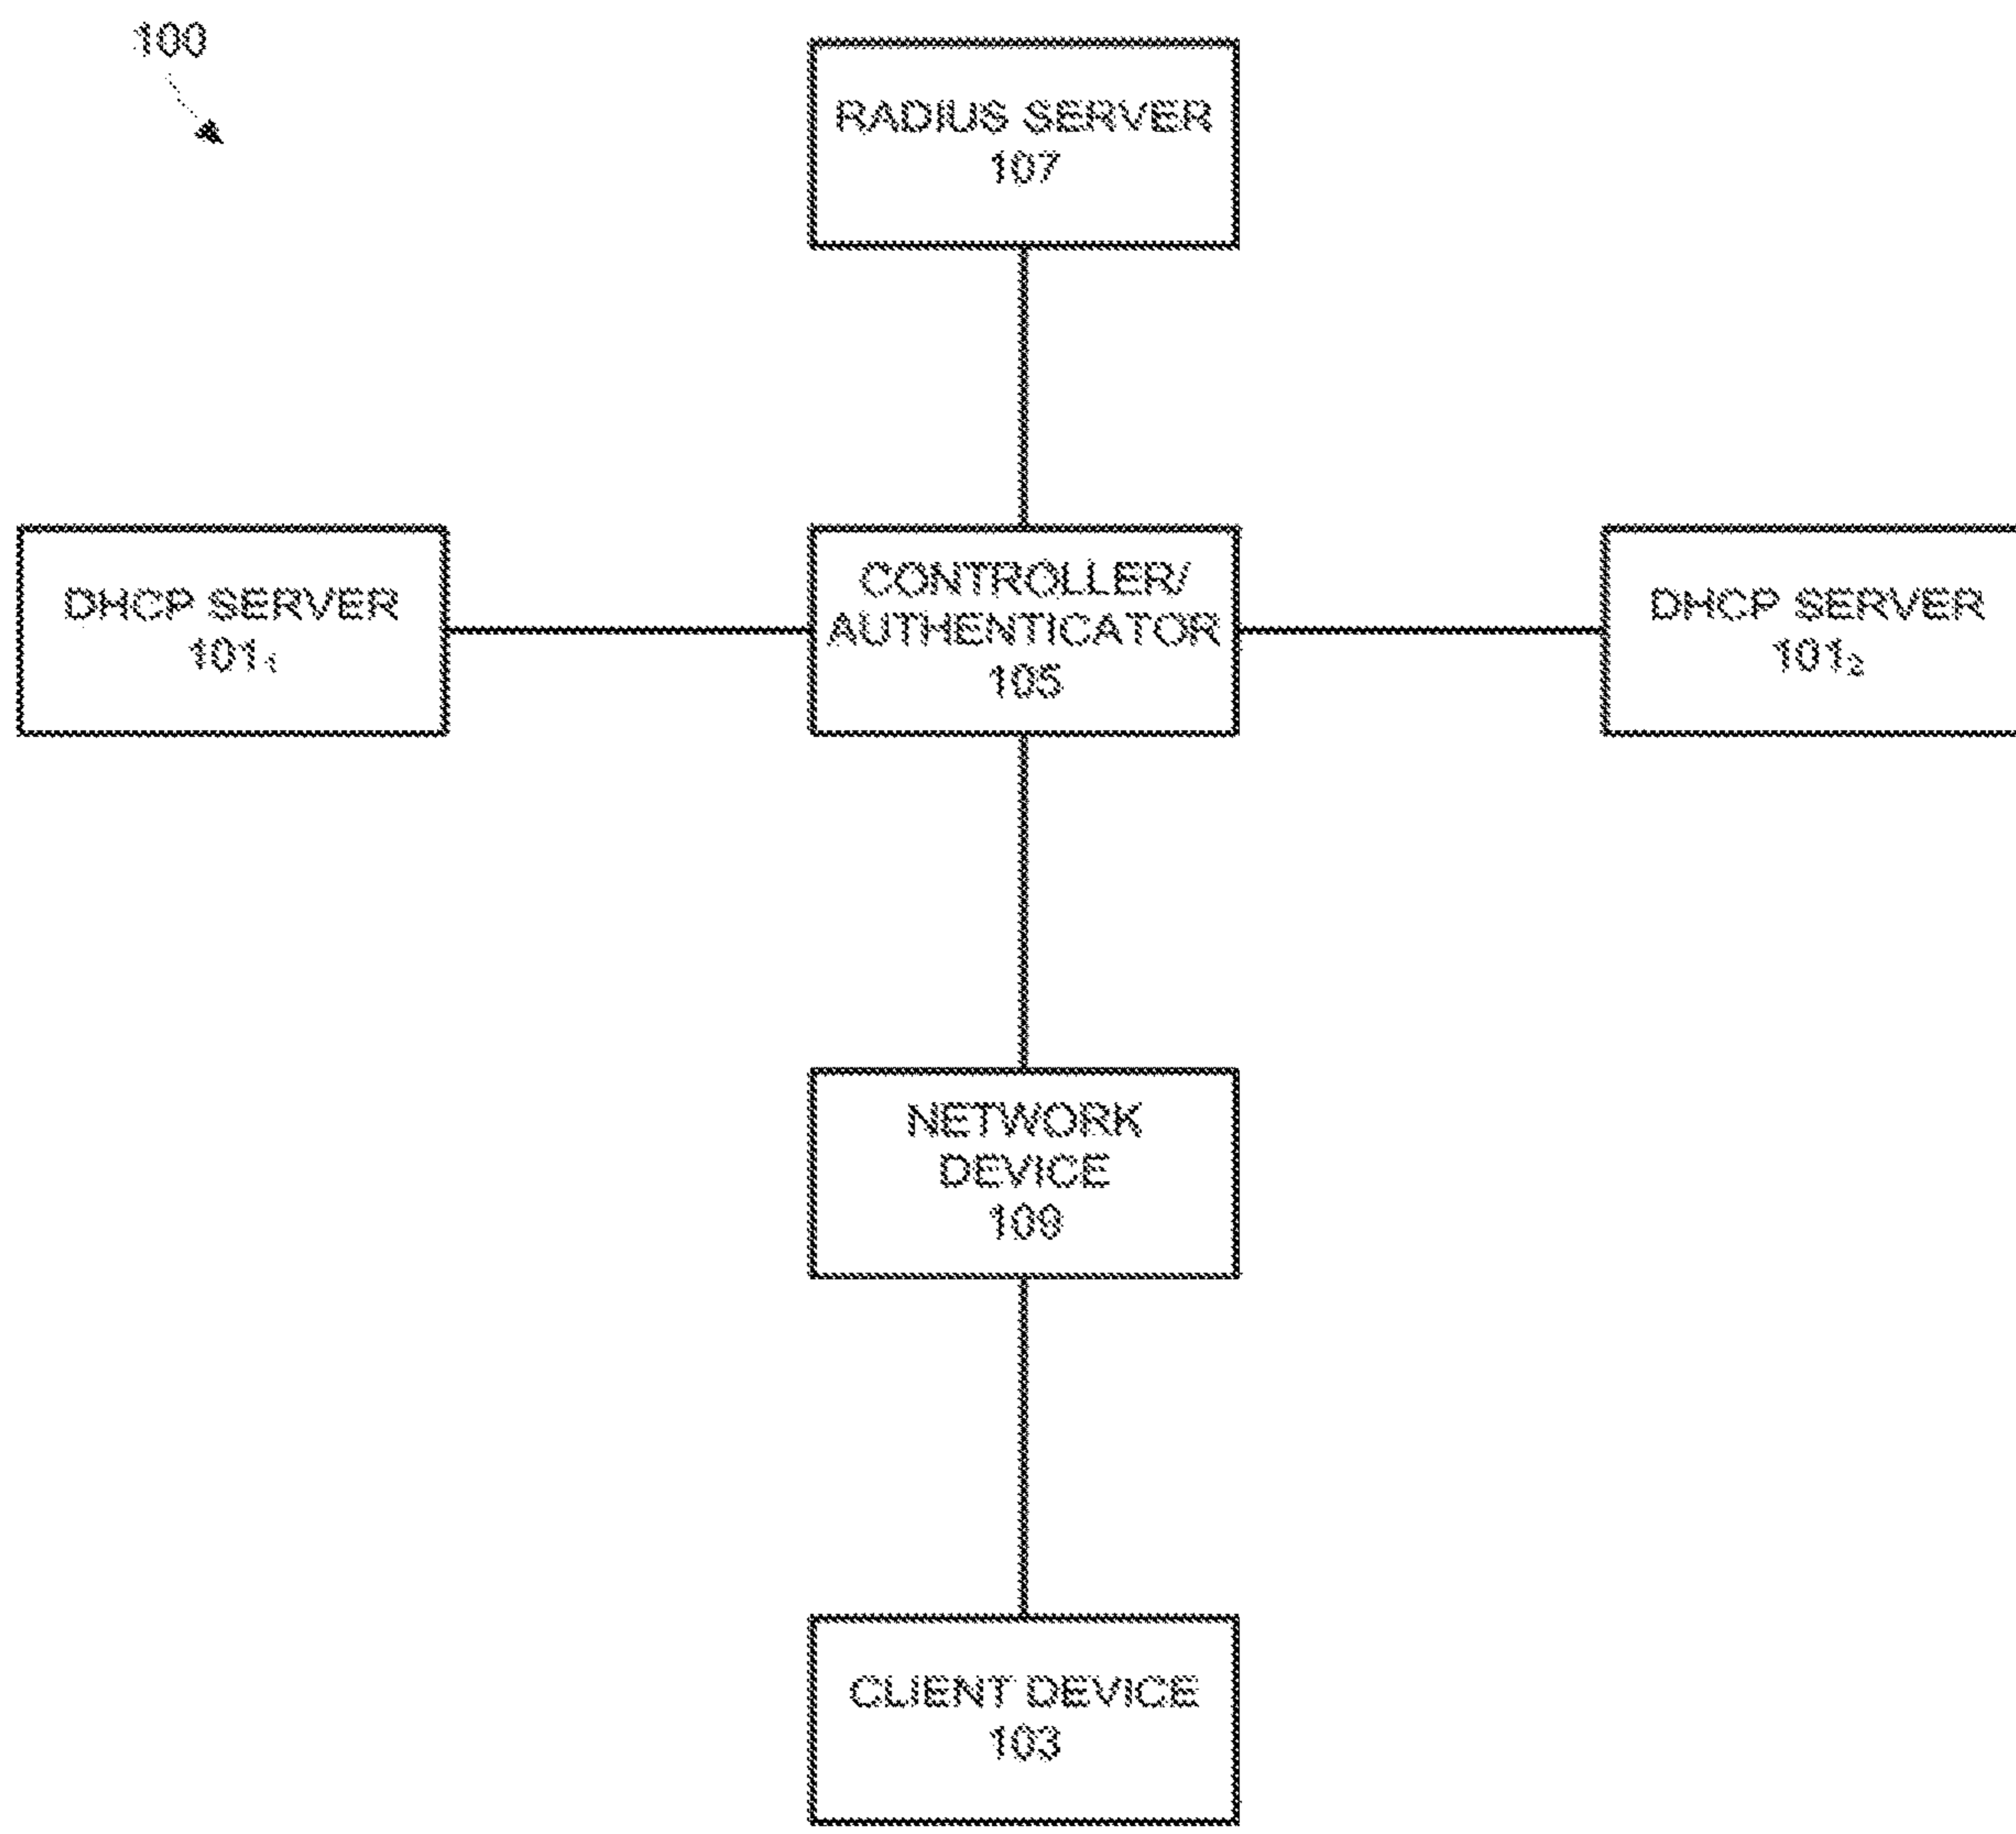 100
RADIUS SERVER
107
DHCP SERVER
101₁
CONTROLLER/
AUTHENTICATOR
105
DHCP SERVER
101₂
NETWORK
DEVICE
109
CLIENT DEVICE
103